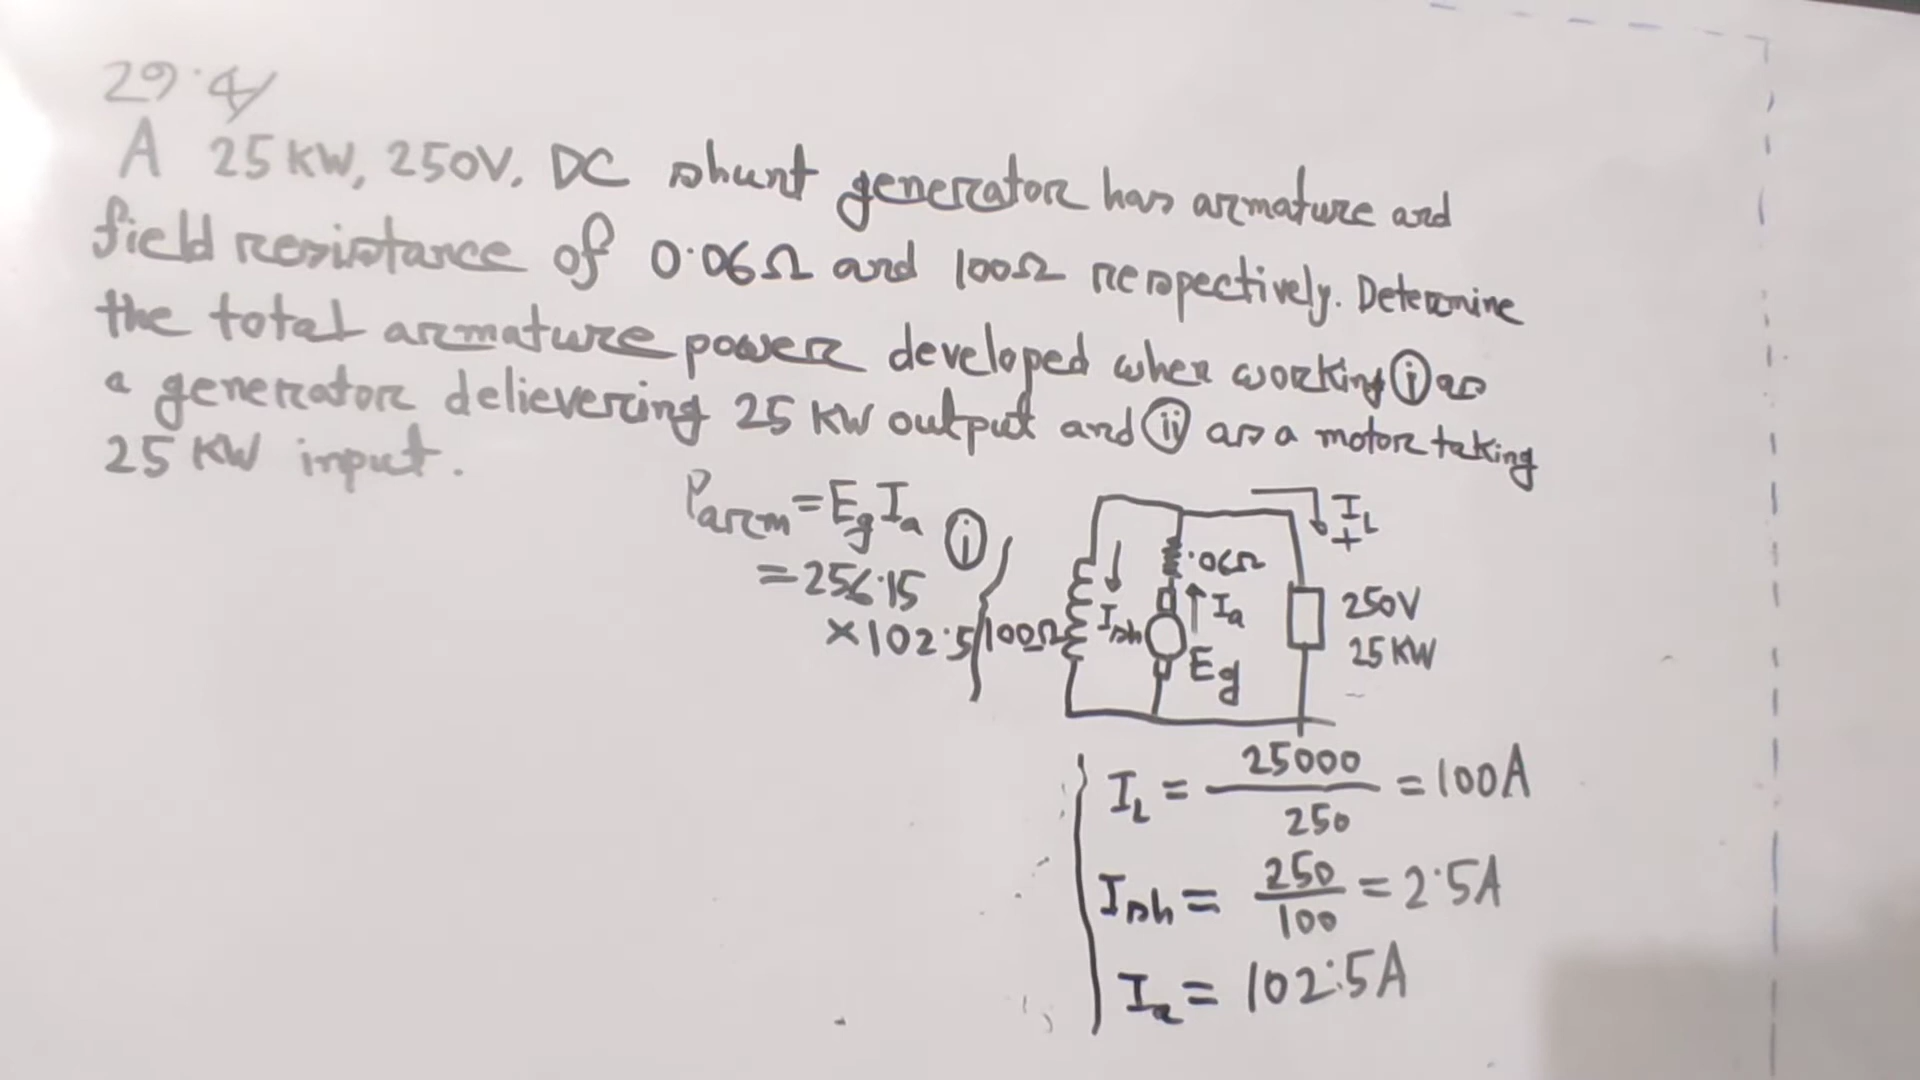 29.4/
A 25 KW, 250V, DC shunt generator has armature and
field resistance of 0.06Ω and 100Ω respectively. Determine
the total armature power developed when working (i) as
a generator delievering 25 KW output and (ii) as a motor taking
25 KW input.
Parm = Eg Ia
= 256.15
×102.5
(i)
100Ω
Ish
.06Ω
Ia
Eg
IL
+
250V
25 KW
IL = 25000/250 = 100A
Ish = 250/100 = 2.5A
Ia = 102.5A